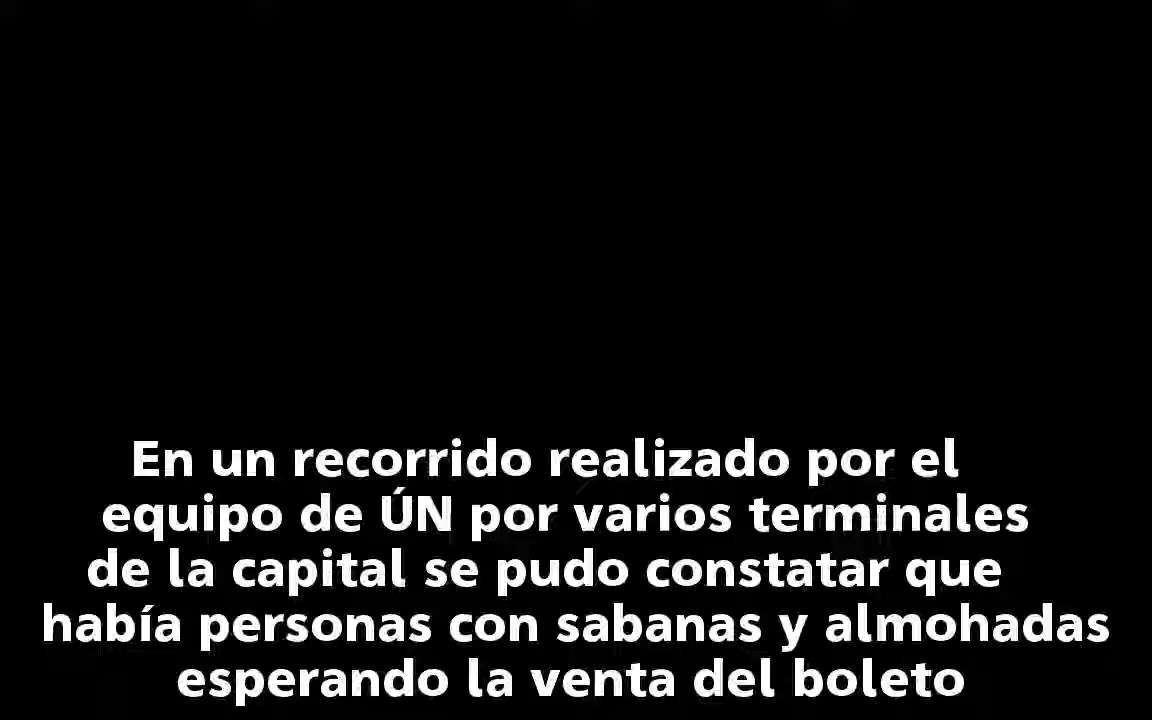 En un recorrido realizado por el
equipo de ÚN por varios terminales
de la capital se pudo constatar que
había personas con sabanas y almohadas
esperando la venta del boleto